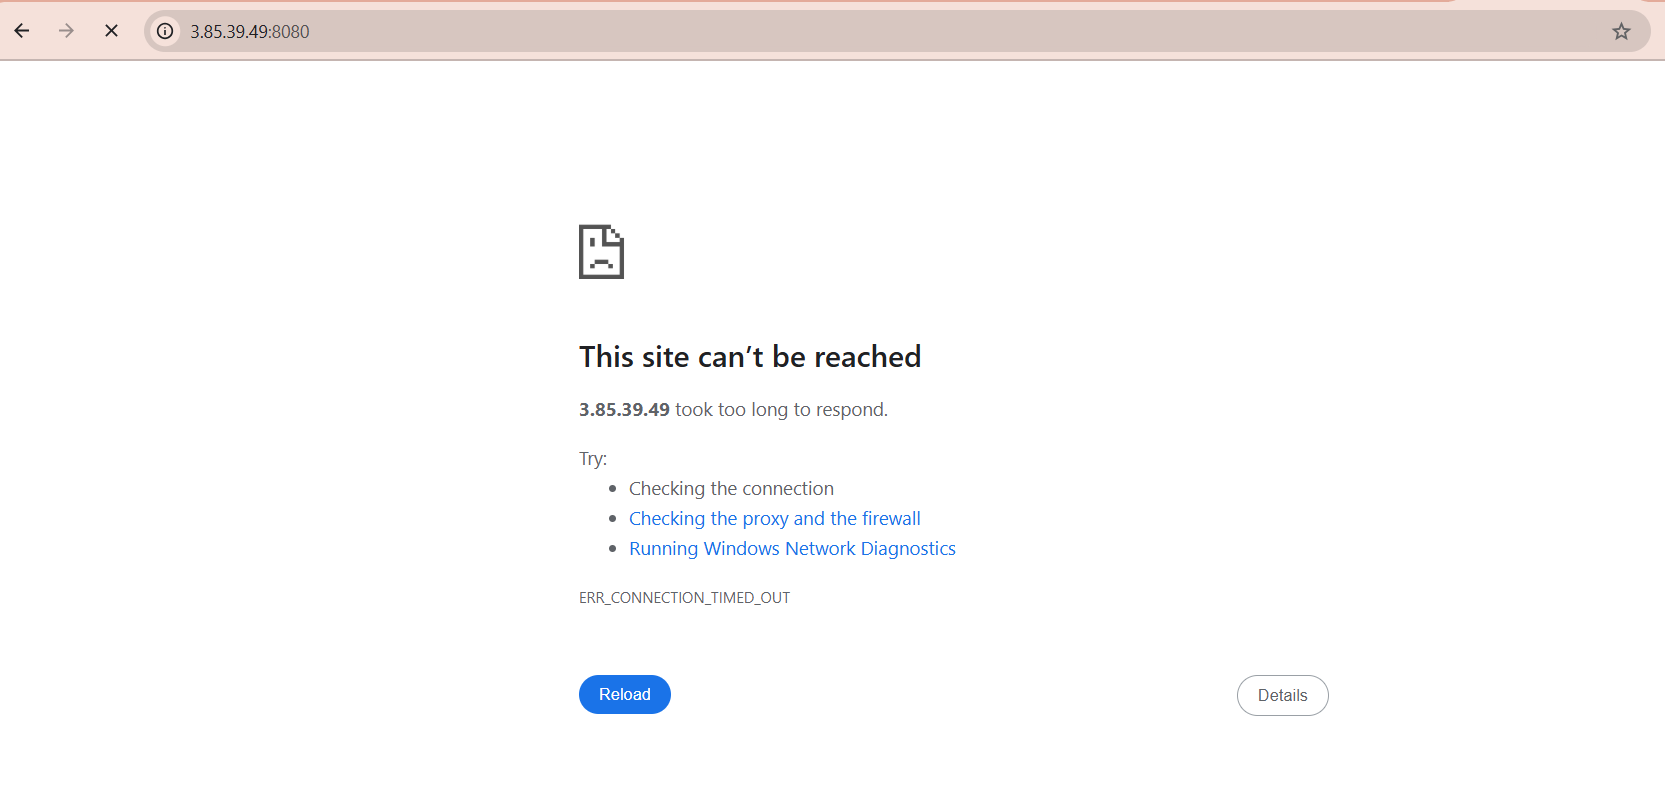 3.85.39.49:8080
This site can’t be reached
3.85.39.49 took too long to respond.
Try:
Checking the connection
Checking the proxy and the firewall
Running Windows Network Diagnostics
ERR_CONNECTION_TIMED_OUT
Reload
Details